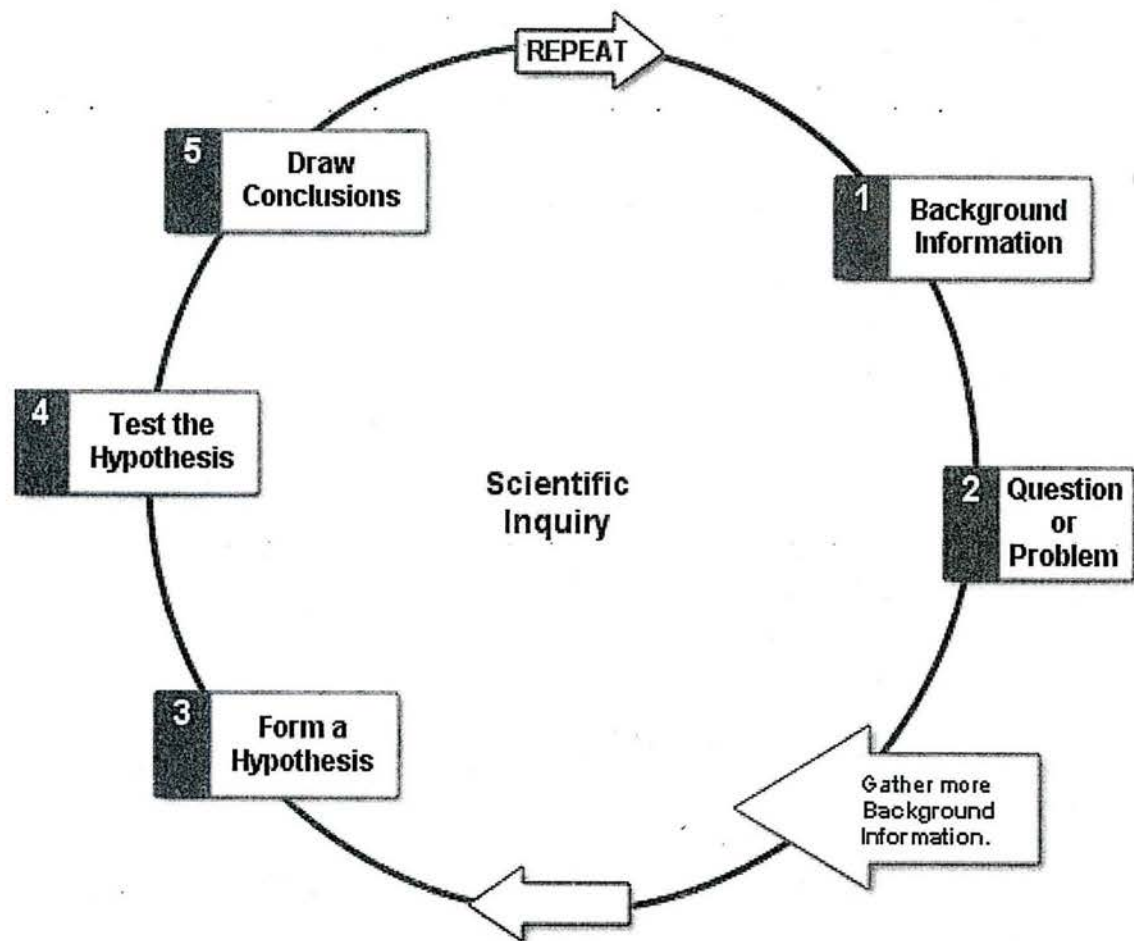 REPEAT
5
Draw
Conclusions
1
Background
Information
4
Test the
Hypothesis
Scientific
Inquiry
2
Question
or
Problem
3
Form a
Hypothesis
Gather more
Background
Information.